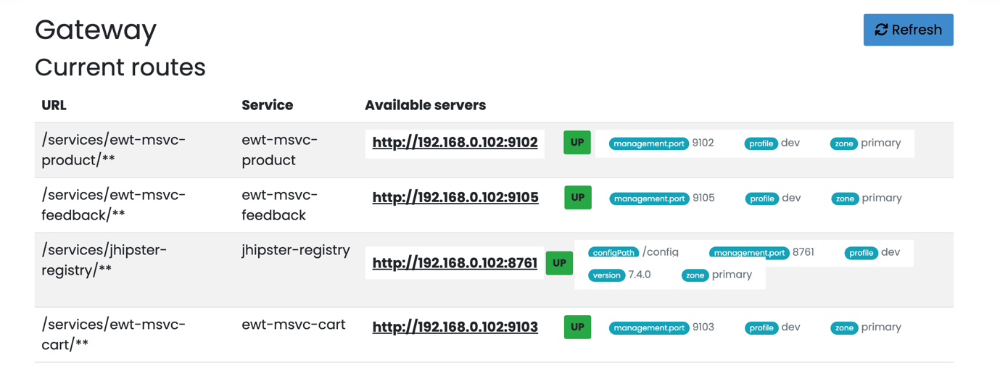 Gateway
Refresh
Current routes
URL Service Available servers
/services/ewt-msvc-product/** ewt-msvc-product http://192.168.0.102:9102 UP management.port 9102 profile dev zone primary
/services/ewt-msvc-feedback/** ewt-msvc-feedback http://192.168.0.102:9105 UP management.port 9105 profile dev zone primary
/services/jhipster-registry/** jhipster-registry http://192.168.0.102:8761 UP configPath /config management.port 8761 profile dev
version 7.4.0 zone primary
/services/ewt-msvc-cart/** ewt-msvc-cart http://192.168.0.102:9103 UP management.port 9103 profile dev zone primary